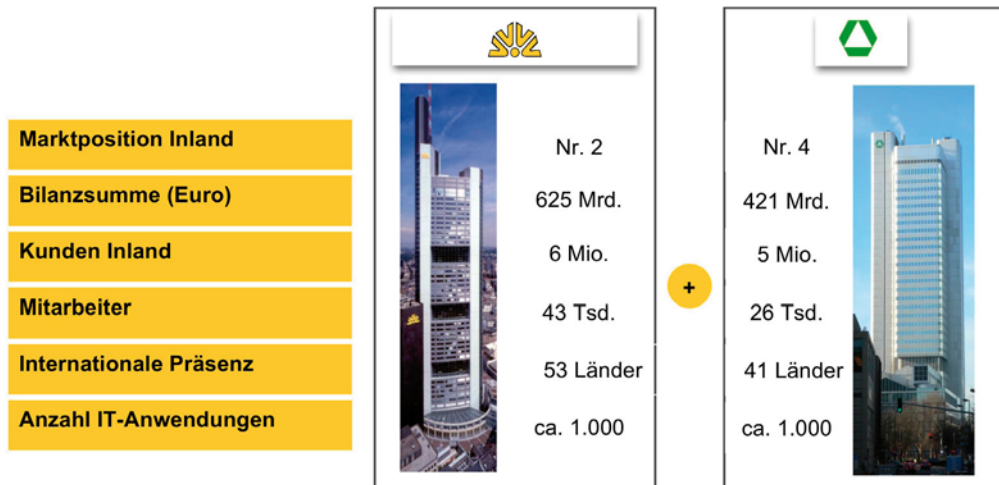 Marktposition Inland
Nr. 2
Nr. 4
Bilanzsumme (Euro)
625 Mrd.
421 Mrd.
Kunden Inland
6 Mio.
5 Mio.
+
Mitarbeiter
43 Tsd.
26 Tsd.
Internationale Präsenz
53 Länder
41 Länder
Anzahl IT-Anwendungen
ca. 1.000
ca. 1.000